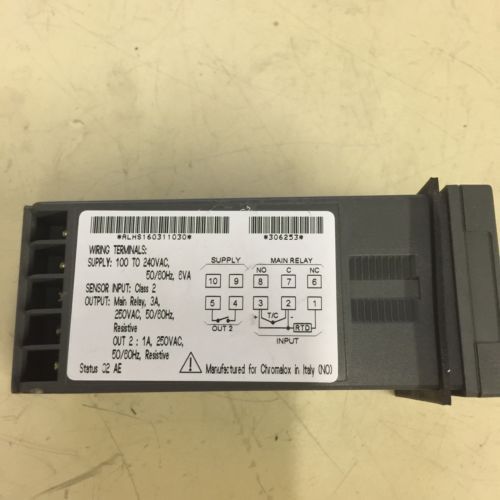 *ALHS160311030* *306253*
WIRING TERMINALS:
SUPPLY: 100 TO 240VAC,
50/60Hz, 6VA
SENSOR INPUT: Class 2
OUTPUT: Main Relay, 3A,
250VAC, 50/60Hz,
Resistive
OUT 2 : 1A, 250VAC,
50/60Hz, Resistive
Status 02 AE
SUPPLY MAIN RELAY
NO C NC
10 9 8 7 6
5 4 3 2 1
+ T/C - RTD
OUT 2 INPUT
Manufactured for Chromalox in Italy (NO)